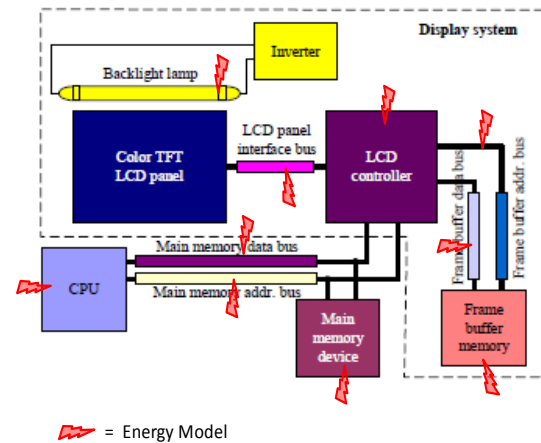 Display system
Inverter
Backlight lamp
Color TFT
LCD panel
LCD panel
interface bus
LCD
controller
Frame buffer data bus
Frame buffer addr. bus
Main memory data bus
CPU
Main memory addr. bus
Main
memory
device
Frame
buffer
memory
= Energy Model